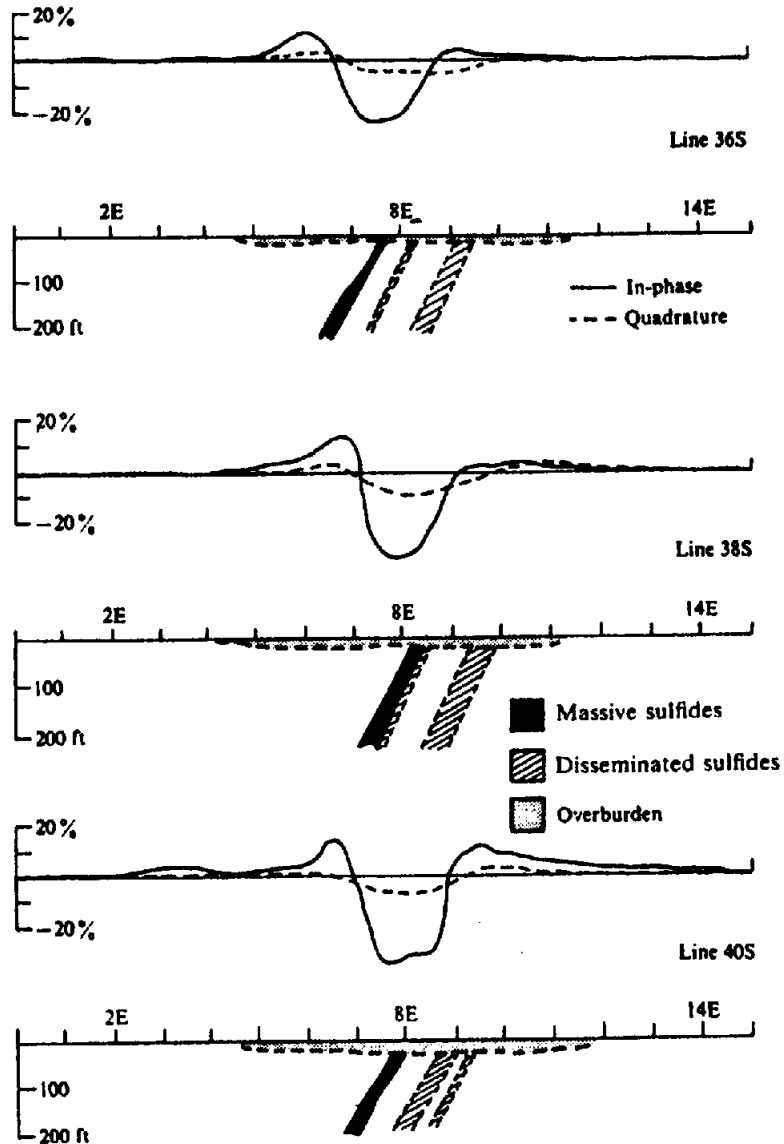 20%
-20%
Line 36S
2E 8E 14E
100
200 ft
In-phase
Quadrature
20%
-20%
Line 38S
2E 8E 14E
100
200 ft
Massive sulfides
Disseminated sulfides
Overburden
20%
-20%
Line 40S
2E 8E 14E
100
200 ft